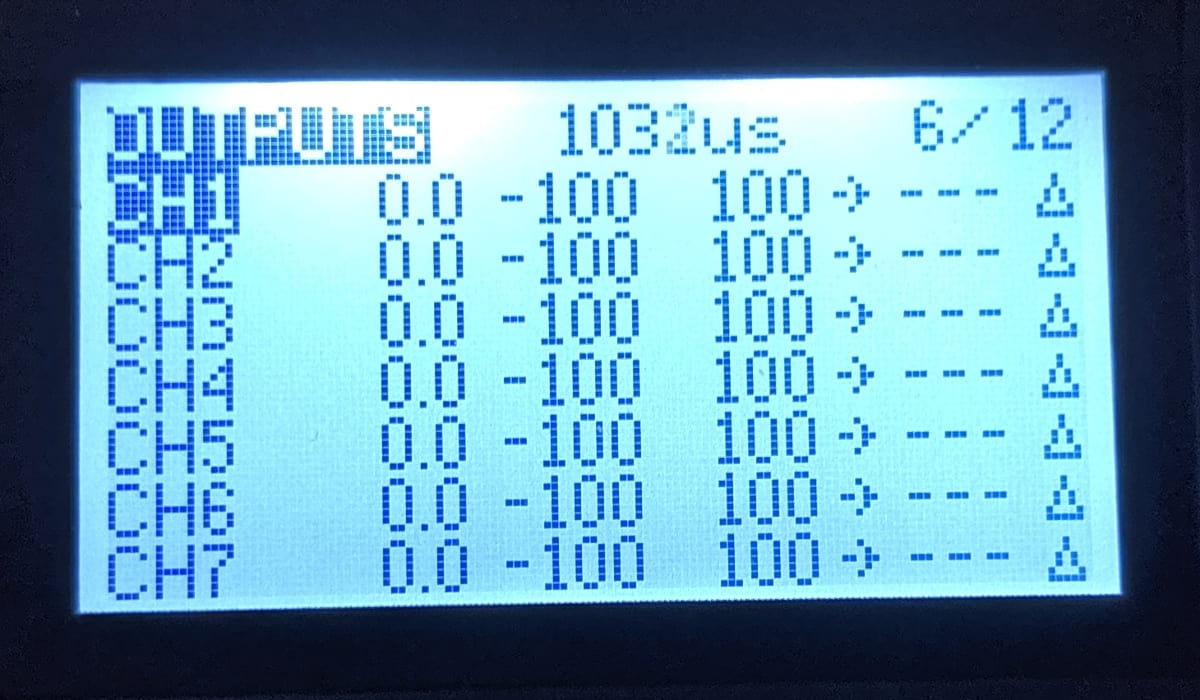 OUTPUTS 1032us 6/12
CH1 0.0 -100 100 → --- Δ
CH2 0.0 -100 100 → --- Δ
CH3 0.0 -100 100 → --- Δ
CH4 0.0 -100 100 → --- Δ
CH5 0.0 -100 100 → --- Δ
CH6 0.0 -100 100 → --- Δ
CH7 0.0 -100 100 → --- Δ